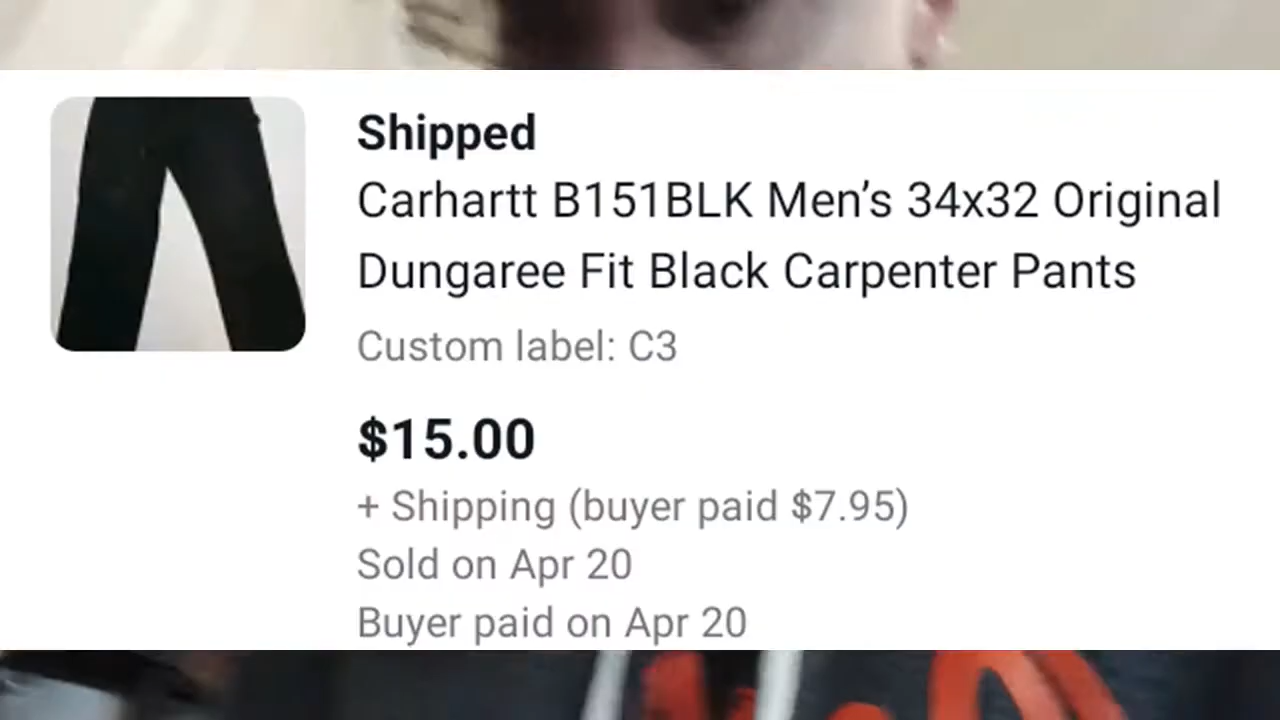 Shipped
Carhartt B151BLK Men’s 34x32 Original
Dungaree Fit Black Carpenter Pants
Custom label: C3
$15.00
+ Shipping (buyer paid $7.95)
Sold on Apr 20
Buyer paid on Apr 20